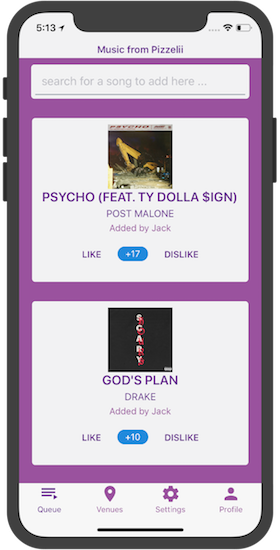 5:13
Music from Pizzelii
search for a song to add here ...
PSYCHO
PSYCHO (FEAT. TY DOLLA $IGN)
POST MALONE
Added by Jack
LIKE +17 DISLIKE
SCARY
GOD'S PLAN
DRAKE
Added by Jack
LIKE +10 DISLIKE
Queue Venues Settings Profile